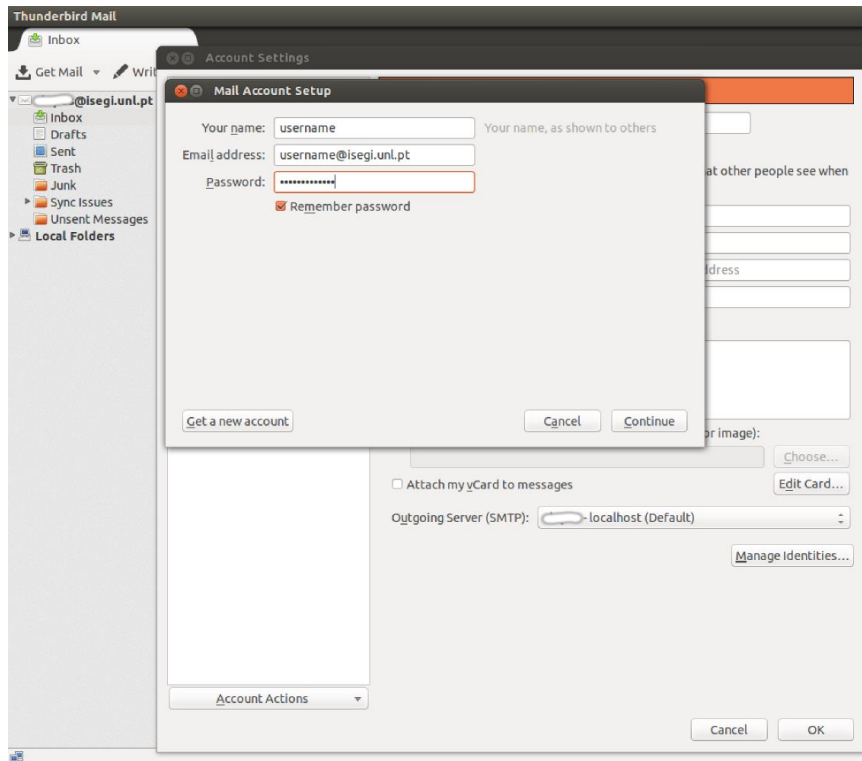 Thunderbird Mail
Inbox
Account Settings
Get Mail
Writ
Mail Account Setup
@isegi.unl.pt
Inbox
Drafts
Sent
Trash
Junk
Sync Issues
Unsent Messages
Local Folders
Your name: username Your name, as shown to others
Email address: username@isegi.unl.pt
Password: •••••••••••••
Remember password
at other people see when
ddress
Get a new account Cancel Continue
or image):
Choose...
Attach my vCard to messages Edit Card...
Outgoing Server (SMTP): - localhost (Default)
Manage Identities...
Account Actions
Cancel OK